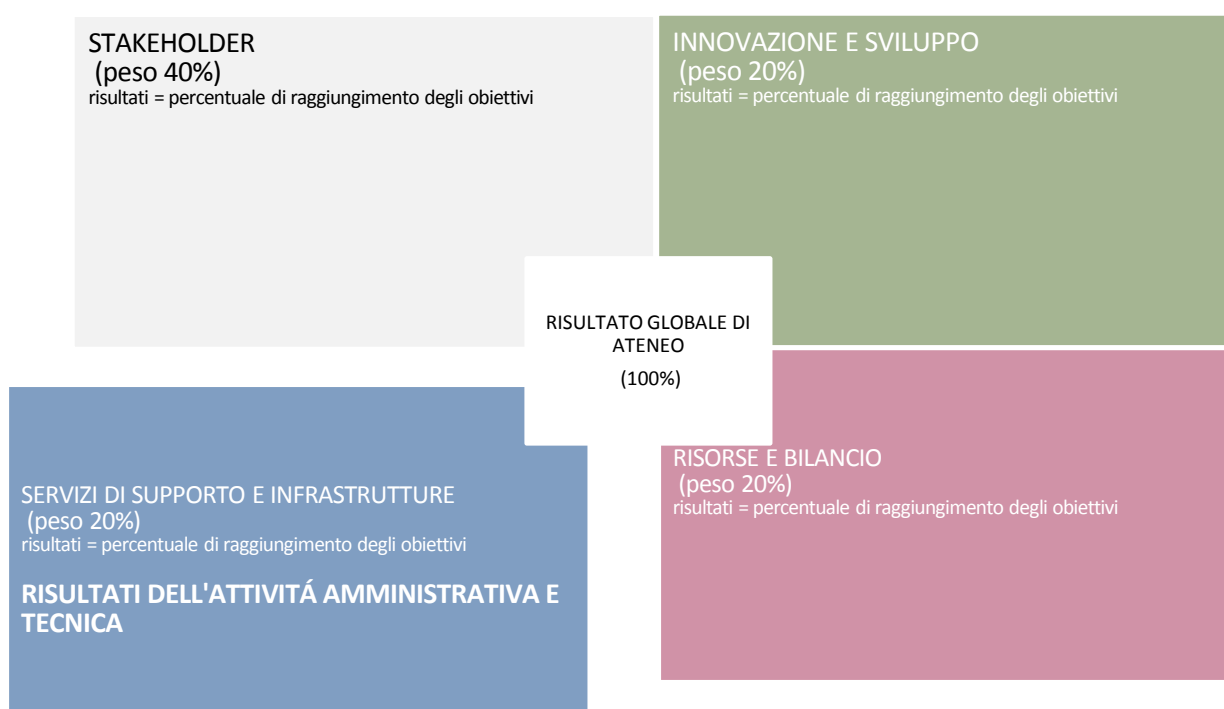 STAKEHOLDER
(peso 40%)
risultati = percentuale di raggiungimento degli obiettivi
INNOVAZIONE E SVILUPPO
(peso 20%)
risultati = percentuale di raggiungimento degli obiettivi
RISULTATO GLOBALE DI
ATENEO
(100%)
SERVIZI DI SUPPORTO E INFRASTRUTTURE
(peso 20%)
risultati = percentuale di raggiungimento degli obiettivi
RISULTATI DELL'ATTIVITÁ AMMINISTRATIVA E
TECNICA
RISORSE E BILANCIO
(peso 20%)
risultati = percentuale di raggiungimento degli obiettivi